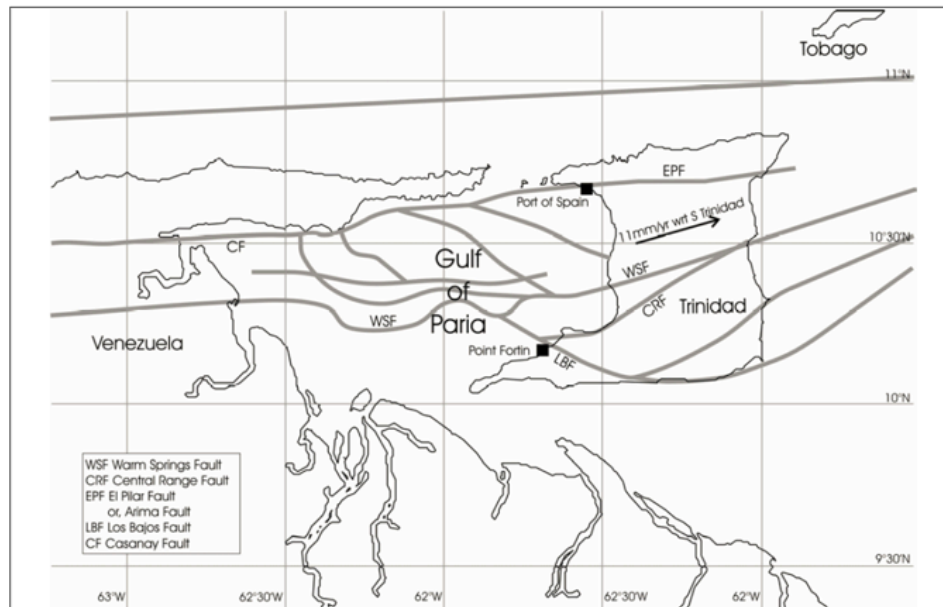 Tobago
11°N
EPF
Port of Spain
11mm/yr wrt S Trinidad
CF
10°30'N
Gulf
of
Paria
WSF
CRF
Trinidad
WSF
Venezuela
Point Fortin
LBF
10°N
WSF Warm Springs Fault
CRF Central Range Fault
EPF El Pilar Fault
or, Arima Fault
LBF Los Bajos Fault
CF Casanay Fault
9°30'N
63°W
62°30'W
62°W
62°30'W
62°W